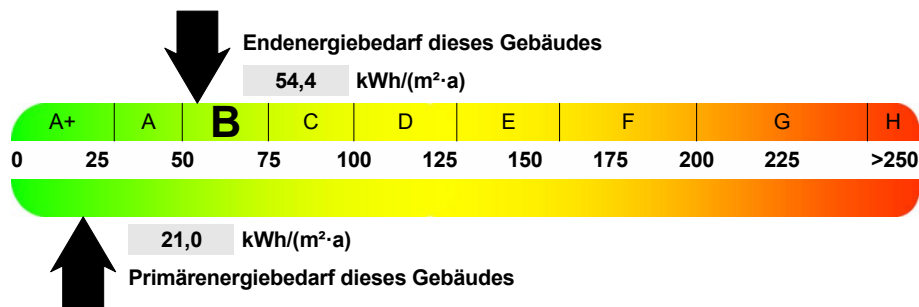 Endenergiebedarf dieses Gebäudes
54,4 kWh/(m²·a)
A+ A B C D E F G H
0 25 50 75 100 125 150 175 200 225 >250
21,0 kWh/(m²·a)
Primärenergiebedarf dieses Gebäudes